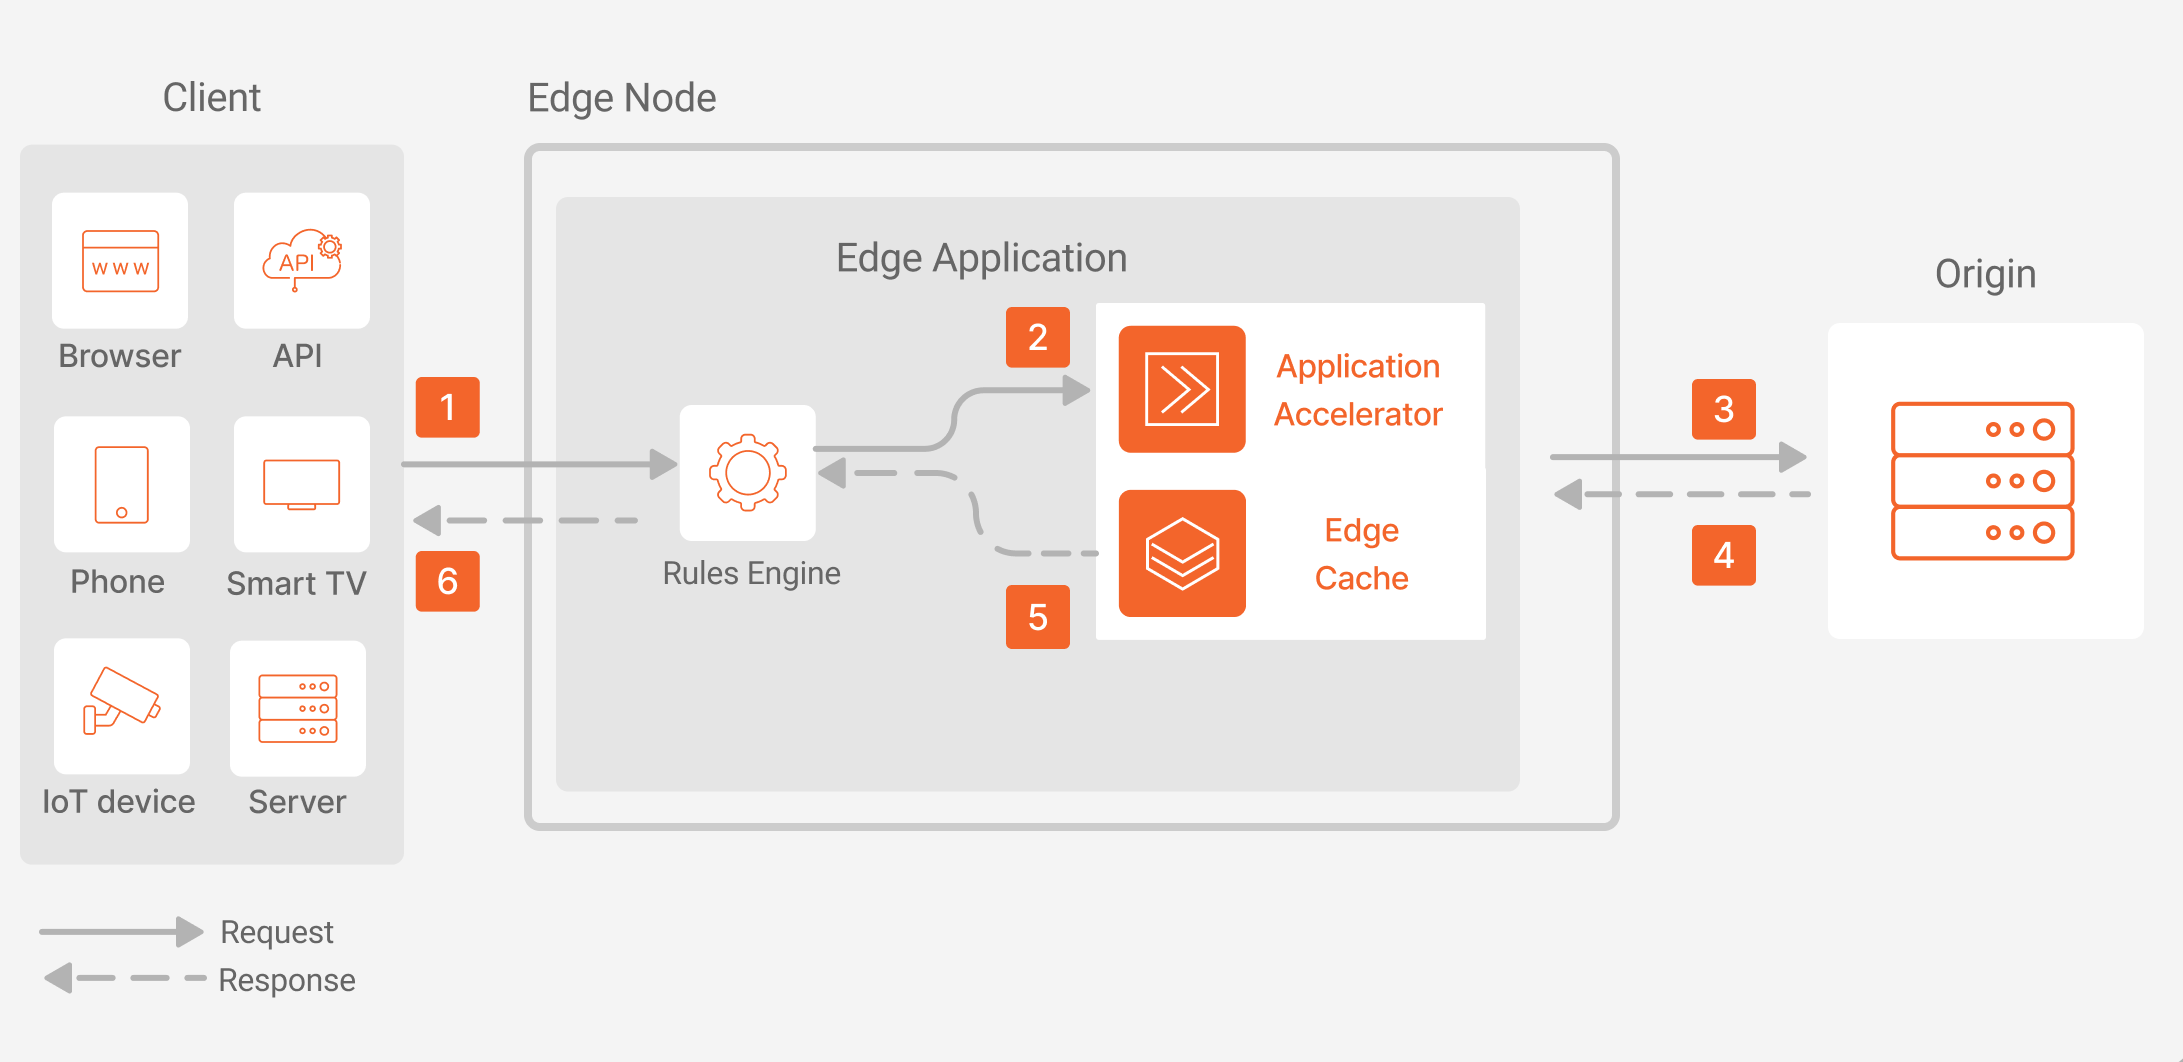 Client
Edge Node
Edge Application
Origin
www
API
Browser
API
1
2
Application
Accelerator
3
Phone
Smart TV
6
Rules Engine
5
Edge
Cache
4
IoT device
Server
Request
Response